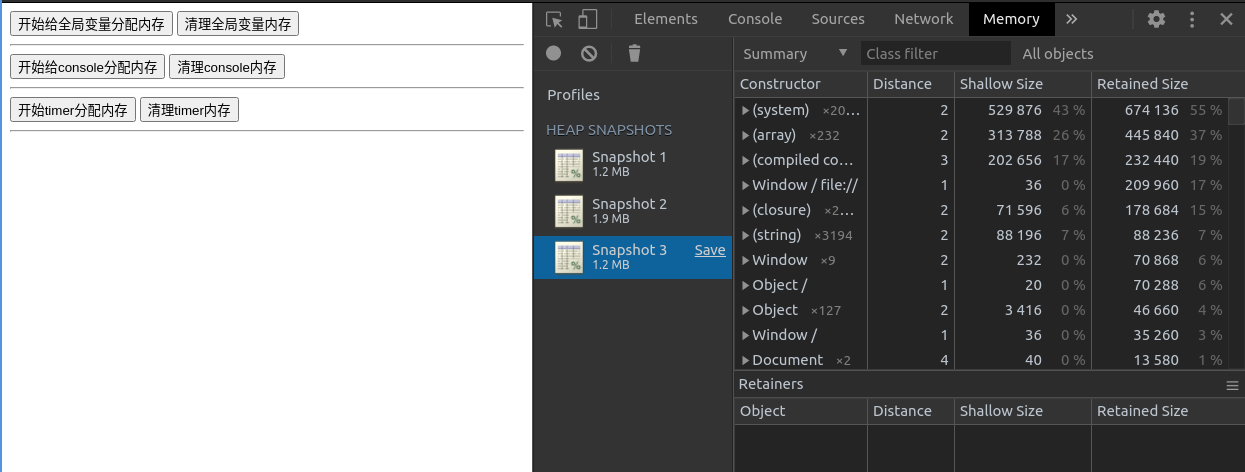 开始给全局变量分配内存 清理全局变量内存
开始给console分配内存 清理console内存
开始timer分配内存 清理timer内存
Elements Console Sources Network Memory »
Summary ▼ Class filter All objects
Profiles
HEAP SNAPSHOTS
Snapshot 1
1.2 MB
Snapshot 2
1.9 MB
Snapshot 3 Save
1.2 MB
Constructor Distance Shallow Size Retained Size
(system) ×20… 2 529 876 43 % 674 136 55 %
(array) ×232 2 313 788 26 % 445 840 37 %
(compiled co… 3 202 656 17 % 232 440 19 %
Window / file:// 1 36 0 % 209 960 17 %
(closure) ×2… 2 71 596 6 % 178 684 15 %
(string) ×3194 2 88 196 7 % 88 236 7 %
Window ×9 2 232 0 % 70 868 6 %
Object / 1 20 0 % 70 288 6 %
Object ×127 2 3 416 0 % 46 660 4 %
Window / 1 36 0 % 35 260 3 %
Document ×2 4 40 0 % 13 580 1 %
Retainers
Object Distance Shallow Size Retained Size